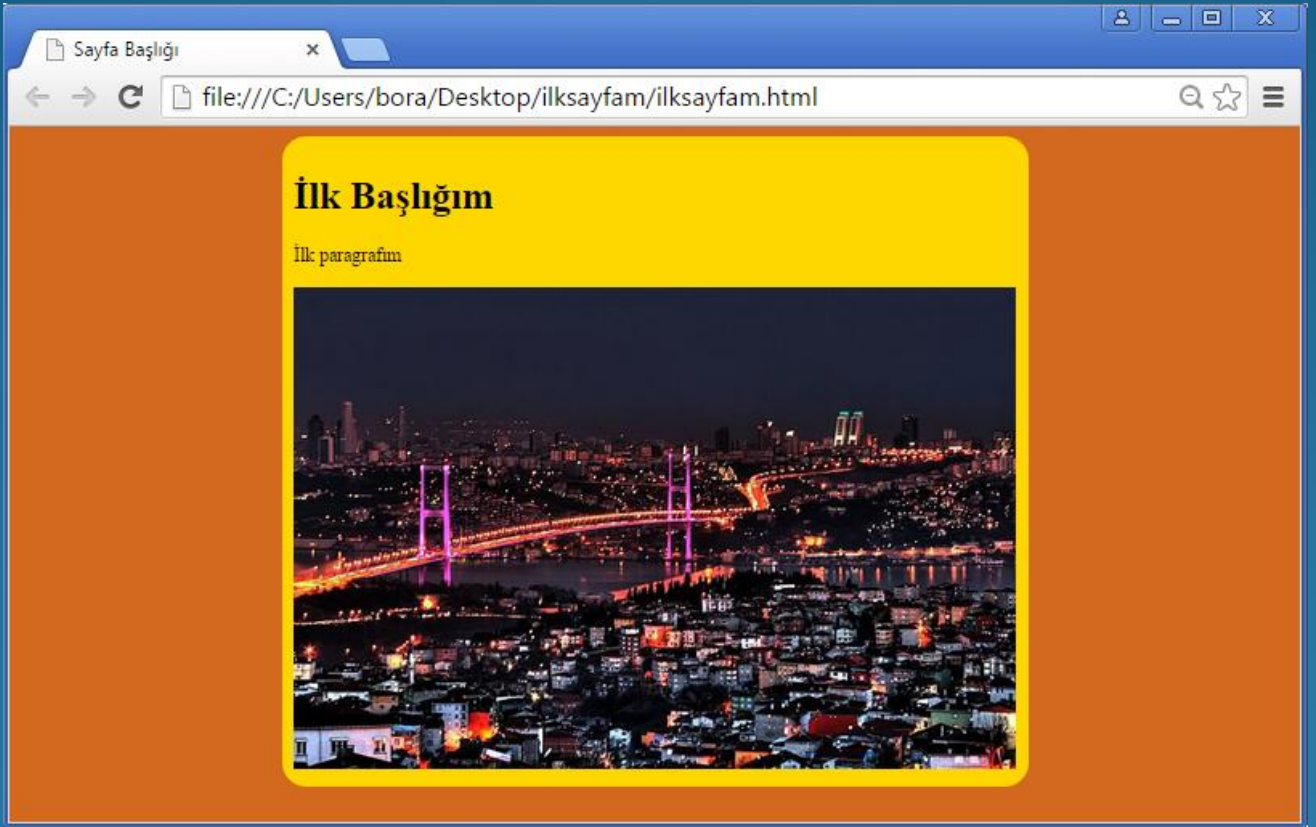 Sayfa Başlığı
file:///C:/Users/bora/Desktop/ilksayfam/ilksayfam.html
İlk Başlığım
İlk paragrafım